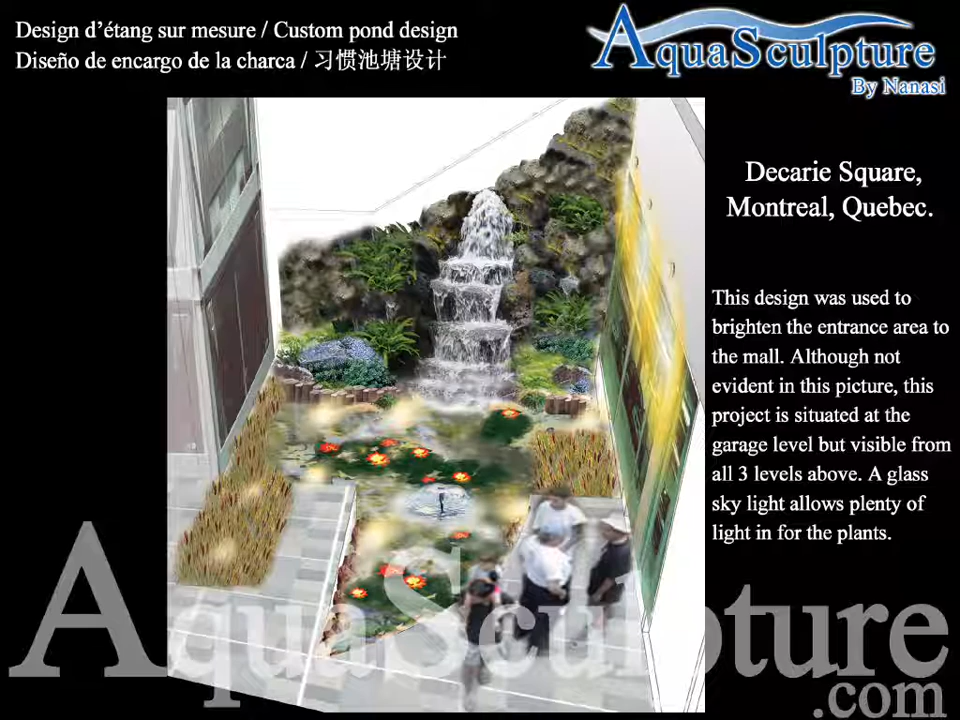 Design d’étang sur mesure / Custom pond design
Diseño de encargo de la charca / 习惯池塘设计
AquaSculpture
By Nanasi
Decarie Square,
Montreal, Quebec.
This design was used to
brighten the entrance area to
the mall. Although not
evident in this picture, this
project is situated at the
garage level but visible from
all 3 levels above. A glass
sky light allows plenty of
light in for the plants.
AquaSculpture
.com